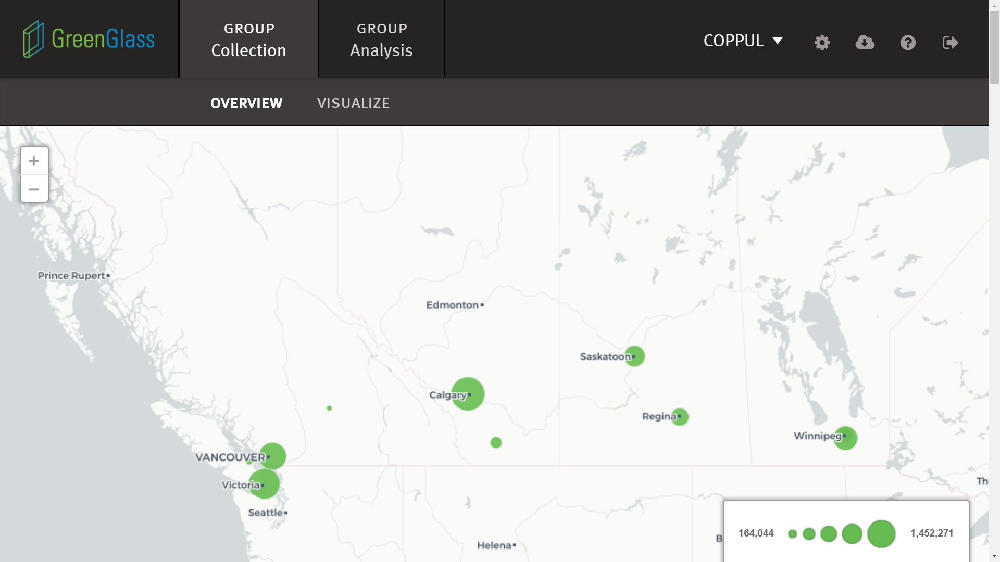 GreenGlass
GROUP
Collection
GROUP
Analysis
COPPUL
OVERVIEW
VISUALIZE
+
−
Prince Rupert
Edmonton
Saskatoon
Calgary
Regina
Winnipeg
VANCOUVER
Victoria
Seattle
Helena
164,044
1,452,271